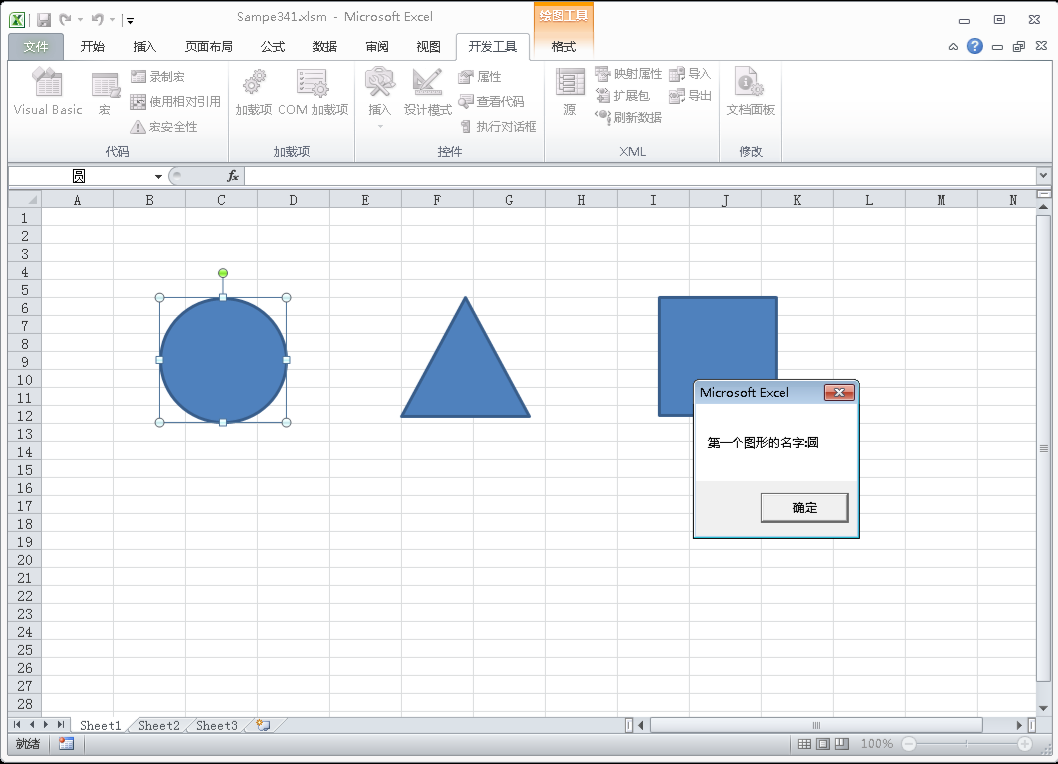 Sampe341.xlsm - Microsoft Excel
绘图工具
文件 开始 插入 页面布局 公式 数据 审阅 视图 开发工具 格式
Visual Basic 宏 录制宏 使用相对引用 宏安全性
代码
加载项 COM 加载项
加载项
插入 设计模式 属性 查看代码 执行对话框
控件
源 映射属性 扩展包 刷新数据 导入 导出
XML
文档面板
修改
圆 fx
A B C D E F G H I J K L M N
1
2
3
4
5
6
7
8
9
10
11
12
13
14
15
16
17
18
19
20
21
22
23
24
25
26
27
28
Microsoft Excel
第一个图形的名字:圆
确定
Sheet1 Sheet2 Sheet3
就绪 100%